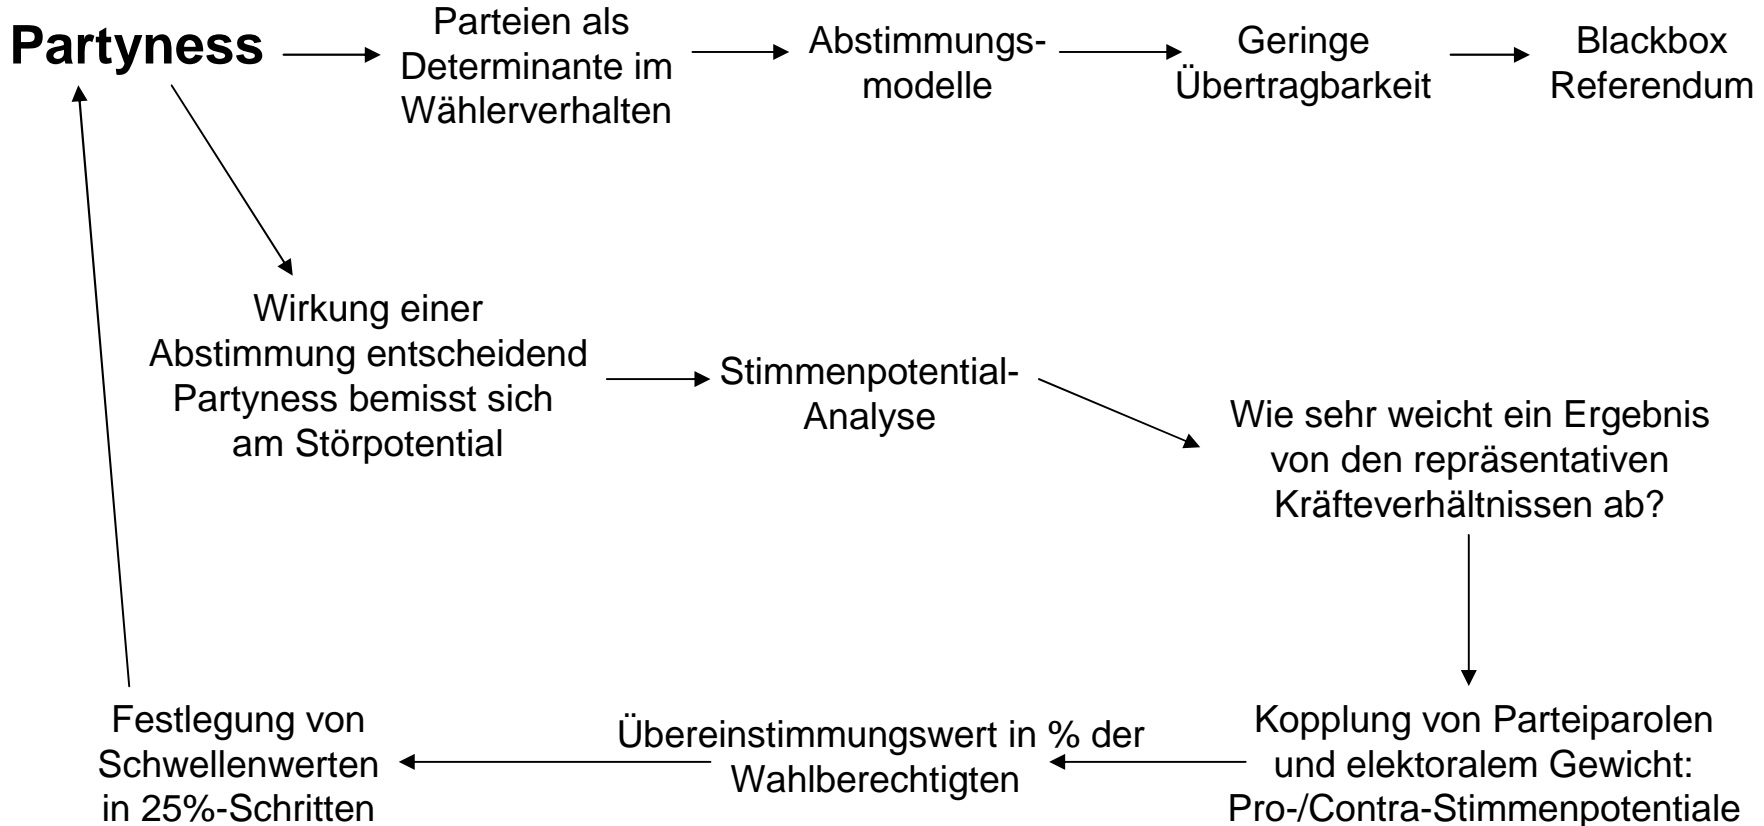 Partyness
Parteien als
Determinante im
Wählerverhalten
Abstimmungs-
modelle
Geringe
Übertragbarkeit
Blackbox
Referendum
Wirkung einer
Abstimmung entscheidend
Partyness bemisst sich
am Störpotential
Stimmenpotential-
Analyse
Wie sehr weicht ein Ergebnis
von den repräsentativen
Kräfteverhältnissen ab?
Kopplung von Parteiparolen
und elektoralem Gewicht:
Pro-/Contra-Stimmenpotentiale
Übereinstimmungswert in % der
Wahlberechtigten
Festlegung von
Schwellenwerten
in 25%-Schritten